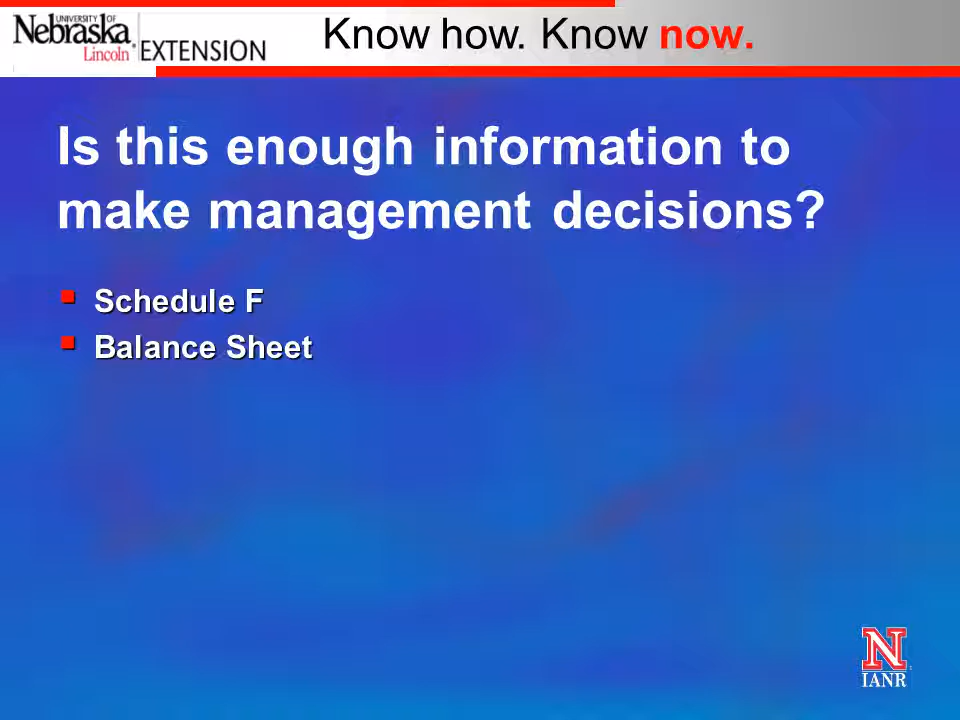 UNIVERSITY OF
Nebraska
Lincoln
EXTENSION
Know how. Know now.
Is this enough information to
make management decisions?
Schedule F
Balance Sheet
N
IANR